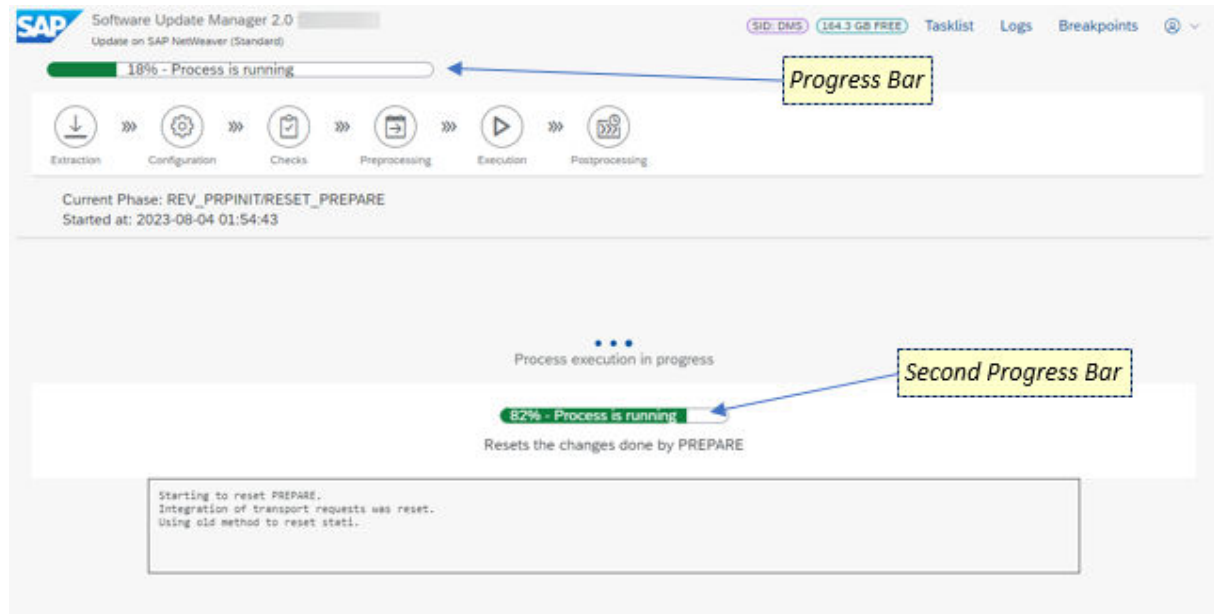 SAP
Software Update Manager 2.0
Update on SAP NetWeaver (Standard)
SID: DMS 164.3 GB FREE Tasklist Logs Breakpoints
18% - Process is running
Progress Bar
Extraction Configuration Checks Preprocessing Execution Postprocessing
Current Phase: REV_PRPINIT/RESET_PREPARE
Started at: 2023-08-04 01:54:43
Process execution in progress
Second Progress Bar
82% - Process is running
Resets the changes done by PREPARE
Starting to reset PREPARE.
Integration of transport requests was reset.
Using old method to reset stati.